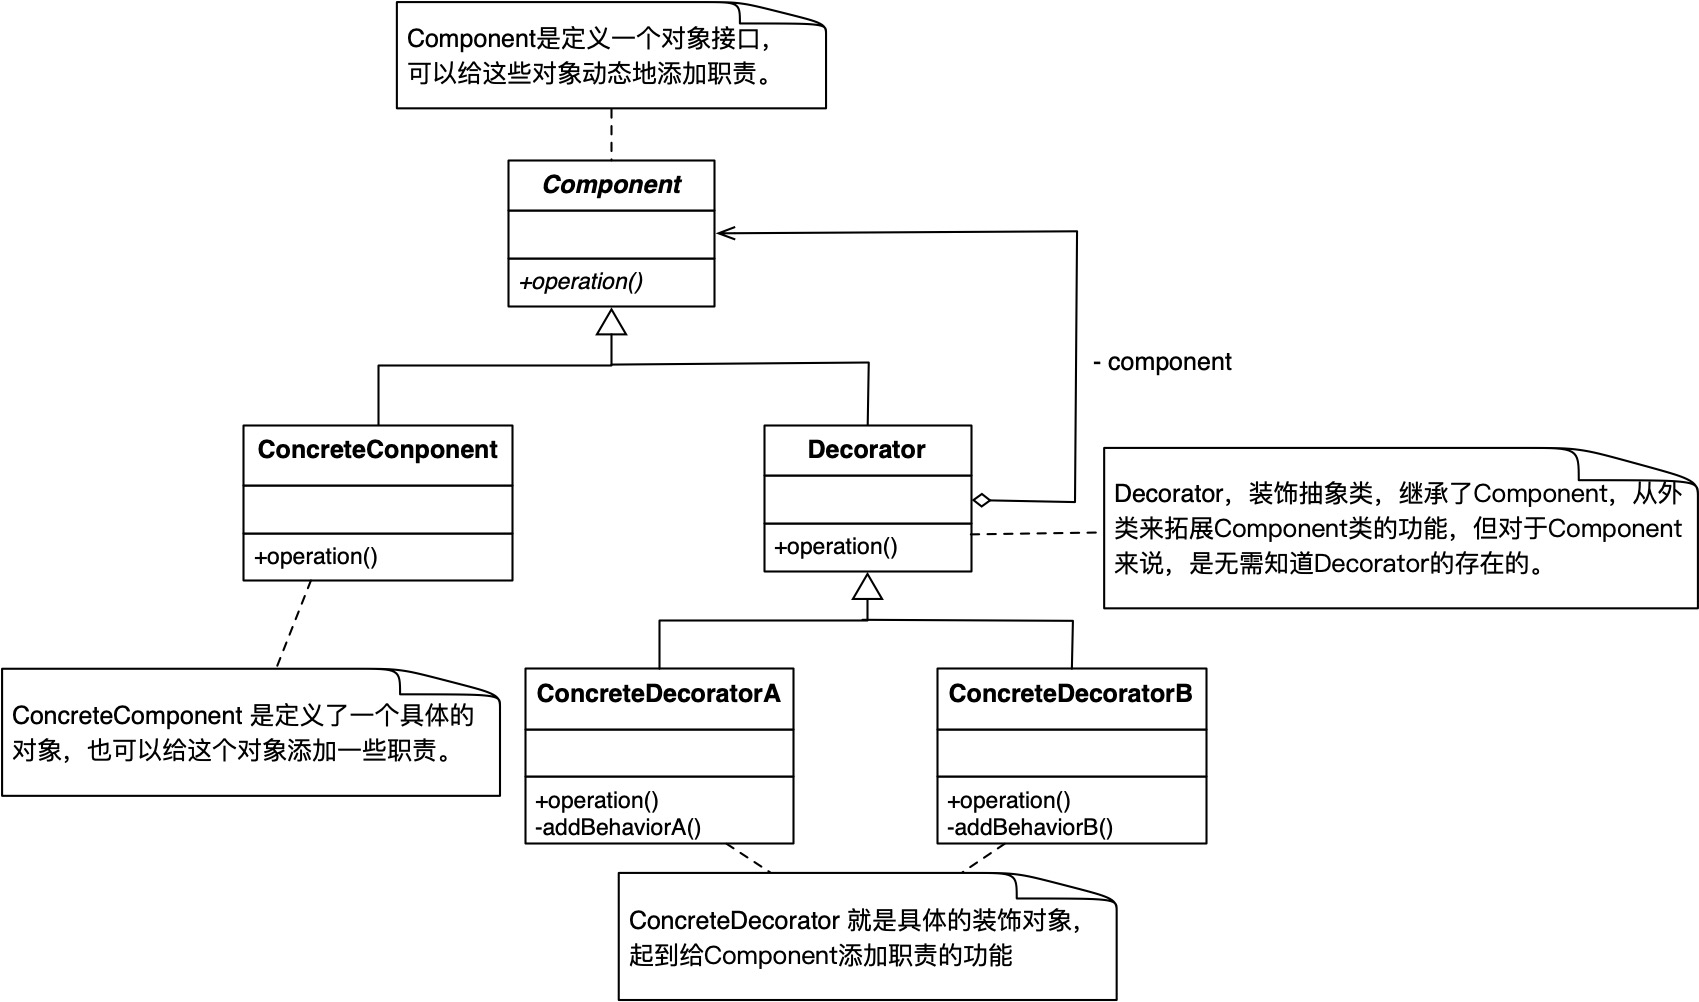 Component是定义一个对象接口，
可以给这些对象动态地添加职责。
Component
+operation()
- component
ConcreteConponent
+operation()
Decorator
+operation()
Decorator，装饰抽象类，继承了Component，从外
类来拓展Component类的功能，但对于Component
来说，是无需知道Decorator的存在的。
ConcreteComponent 是定义了一个具体的
对象，也可以给这个对象添加一些职责。
ConcreteDecoratorA
+operation()
-addBehaviorA()
ConcreteDecoratorB
+operation()
-addBehaviorB()
ConcreteDecorator 就是具体的装饰对象，
起到给Component添加职责的功能